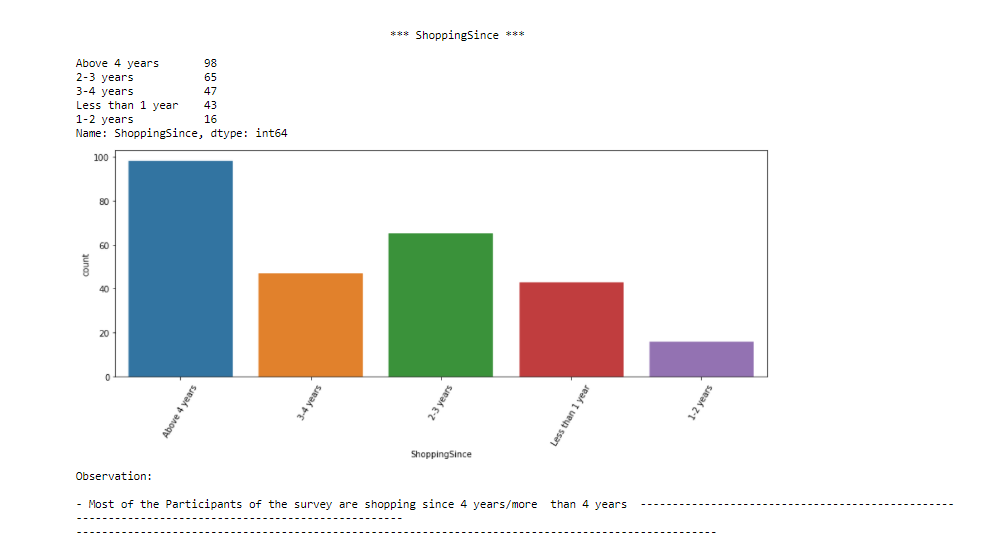 *** ShoppingSince ***
Above 4 years 98
2-3 years 65
3-4 years 47
Less than 1 year 43
1-2 years 16
Name: ShoppingSince, dtype: int64
100
80
60
40
20
0
count
Above 4 years
3-4 years
2-3 years
Less than 1 year
1-2 years
ShoppingSince
Observation:
- Most of the Participants of the survey are shopping since 4 years/more  than 4 years  -------------------------------------------------
---------------------------------------------------
----------------------------------------------------------------------------------------------------